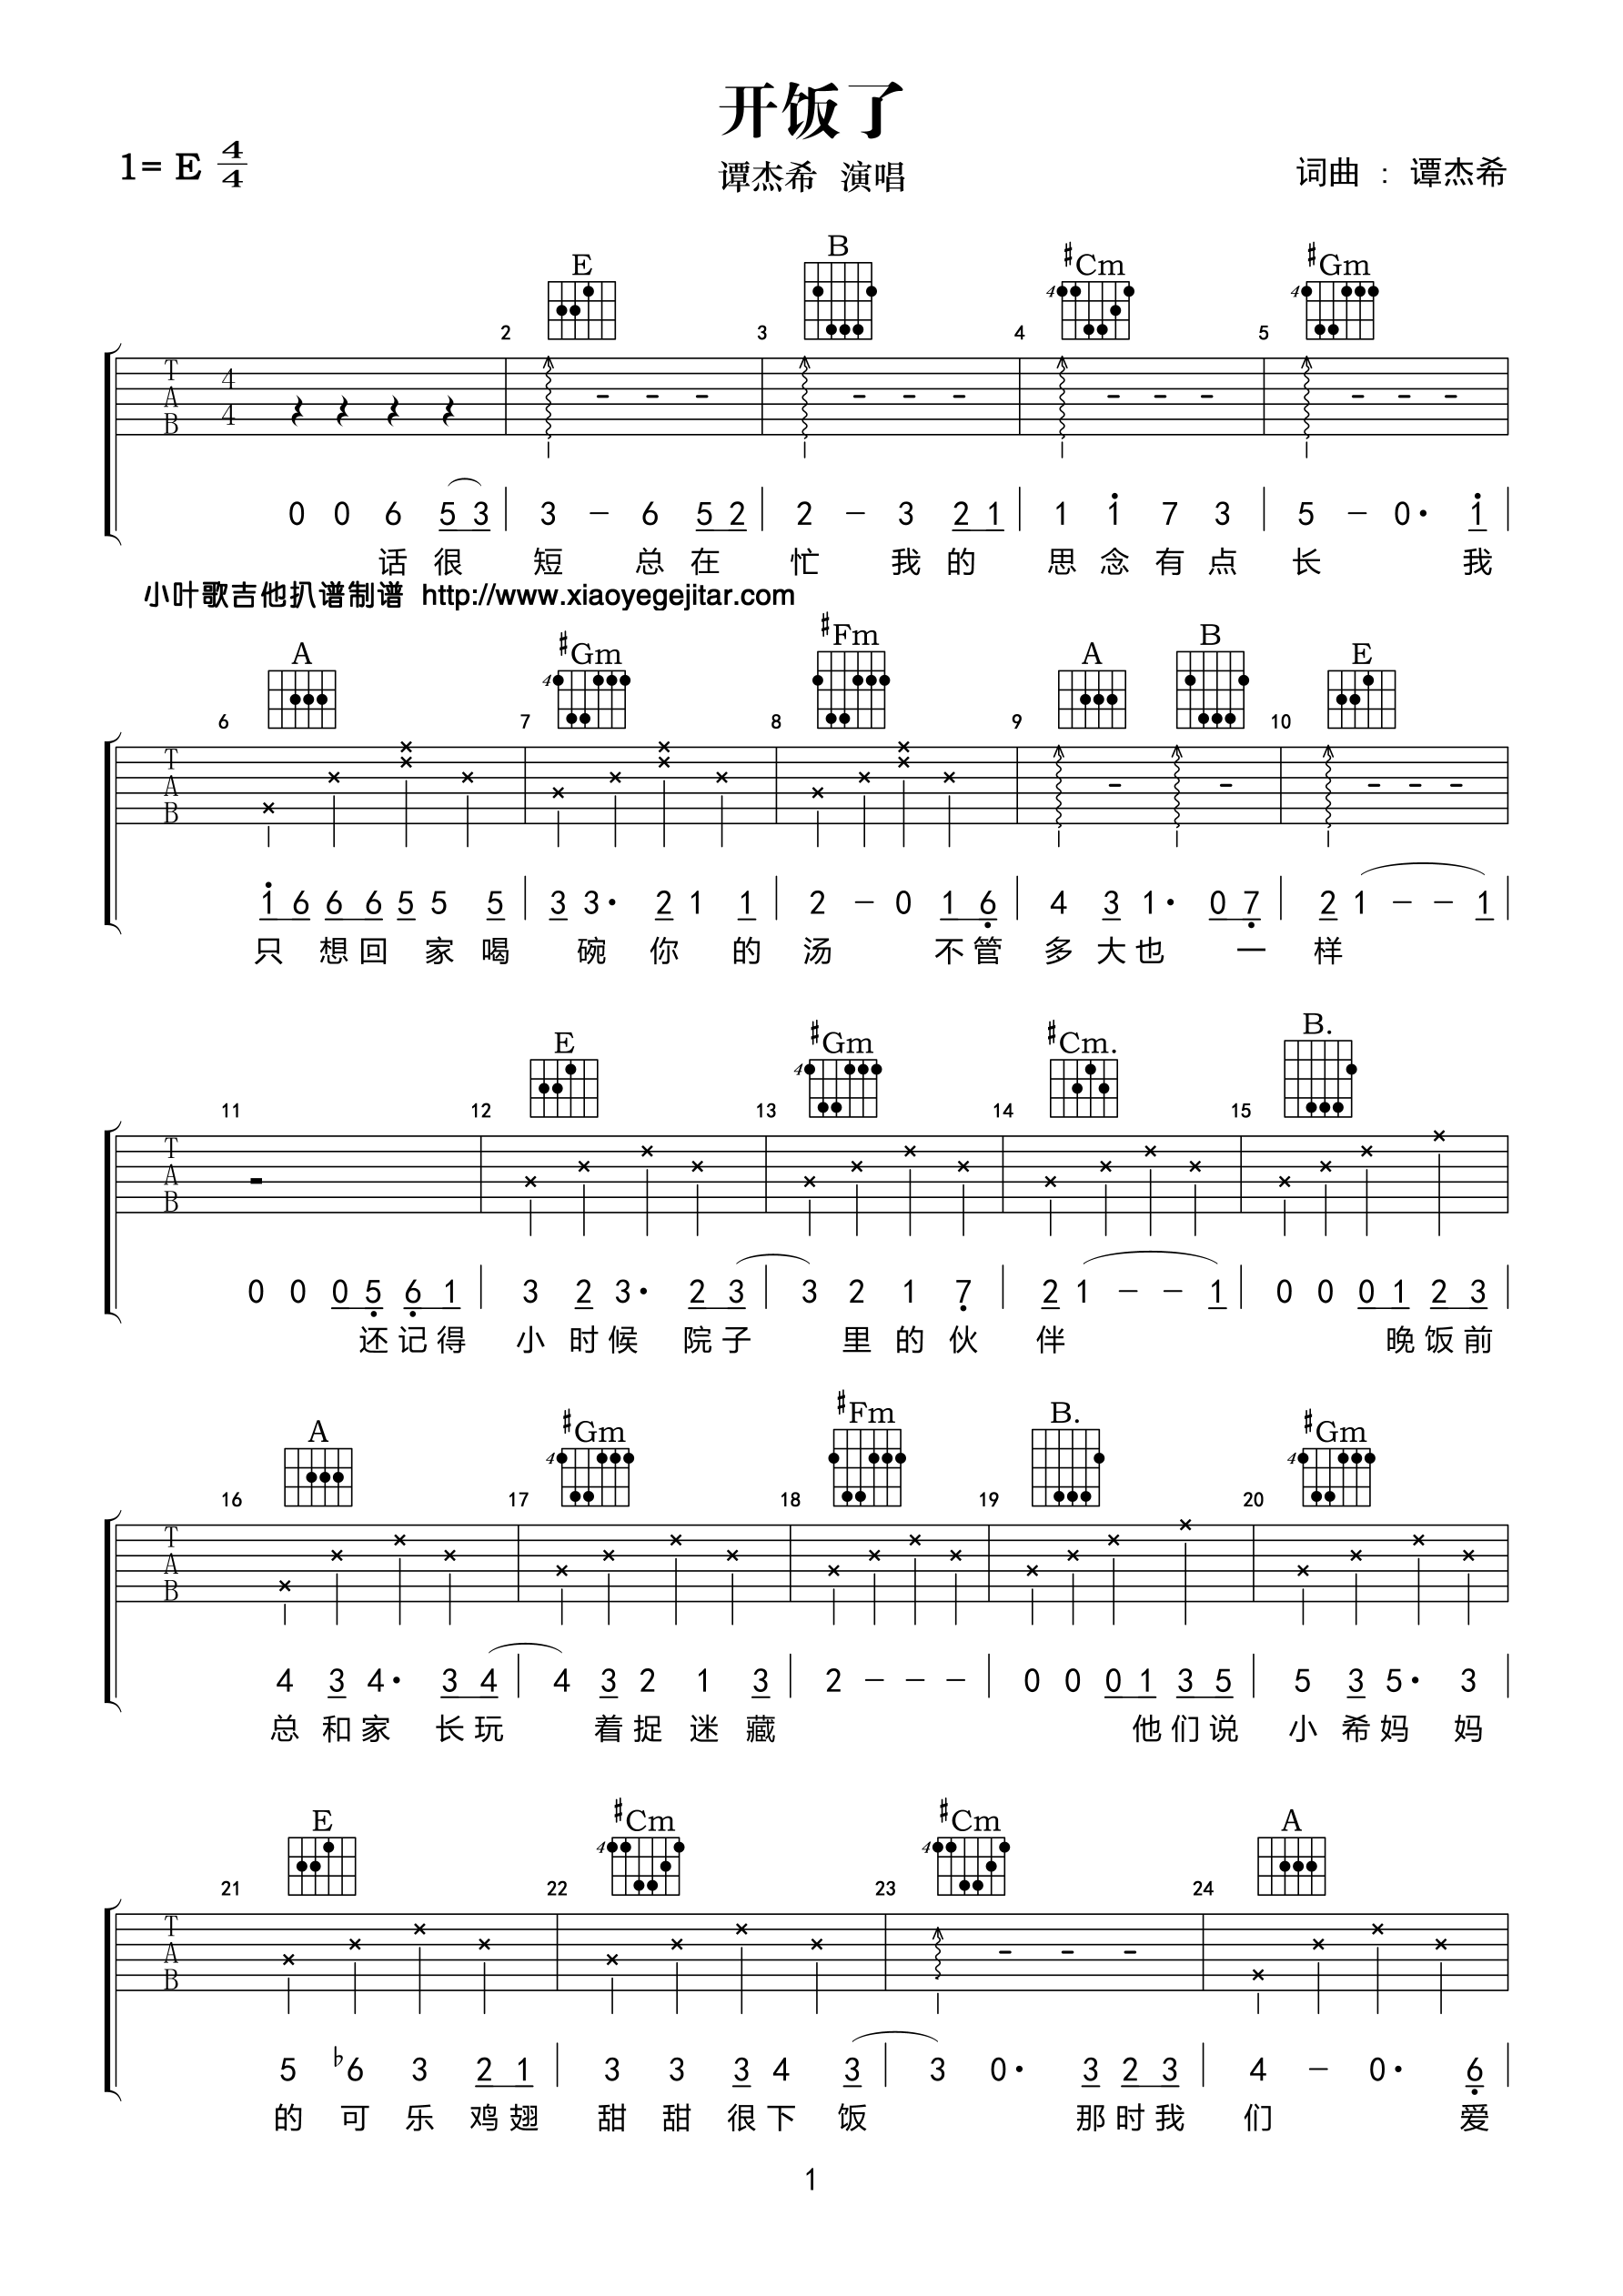 开饭了
1= E 4/4
谭杰希 演唱
词曲 : 谭杰希
E B #Cm #Gm
2 3 4 5
T A B 4/4
0 0 6 5 3 | 3 – 6 5 2 | 2 – 3 2 1 | 1 1 7 3 | 5 – 0 · 1 |
话 很 短 总 在 忙 我 的 思 念 有 点 长 我
小叶歌吉他扒谱制谱 http://www.xiaoyegejitar.com
A #Gm #Fm A B E
6 7 8 9 10
T A B
1 6 6 6 5 5 5 | 3 3 · 2 1 1 | 2 – 0 1 6 | 4 3 1 · 0 7 | 2 1 – – 1 |
只 想 回 家 喝 碗 你 的 汤 不 管 多 大 也 一 样
E #Gm #Cm. B.
11 12 13 14 15
T A B
0 0 0 5 6 1 | 3 2 3 · 2 3 | 3 2 1 7 | 2 1 – – 1 | 0 0 0 1 2 3 |
还 记 得 小 时 候 院 子 里 的 伙 伴 晚 饭 前
A #Gm #Fm B. #Gm
16 17 18 19 20
T A B
4 3 4 · 3 4 | 4 3 2 1 3 | 2 – – – | 0 0 0 1 3 5 | 5 3 5 · 3 |
总 和 家 长 玩 着 捉 迷 藏 他 们 说 小 希 妈 妈
E #Cm #Cm A
21 22 23 24
T A B
5 ♭6 3 2 1 | 3 3 3 4 3 | 3 0 · 3 2 3 | 4 – 0 · 6 |
的 可 乐 鸡 翅 甜 甜 很 下 饭 那 时 我 们 爱
1